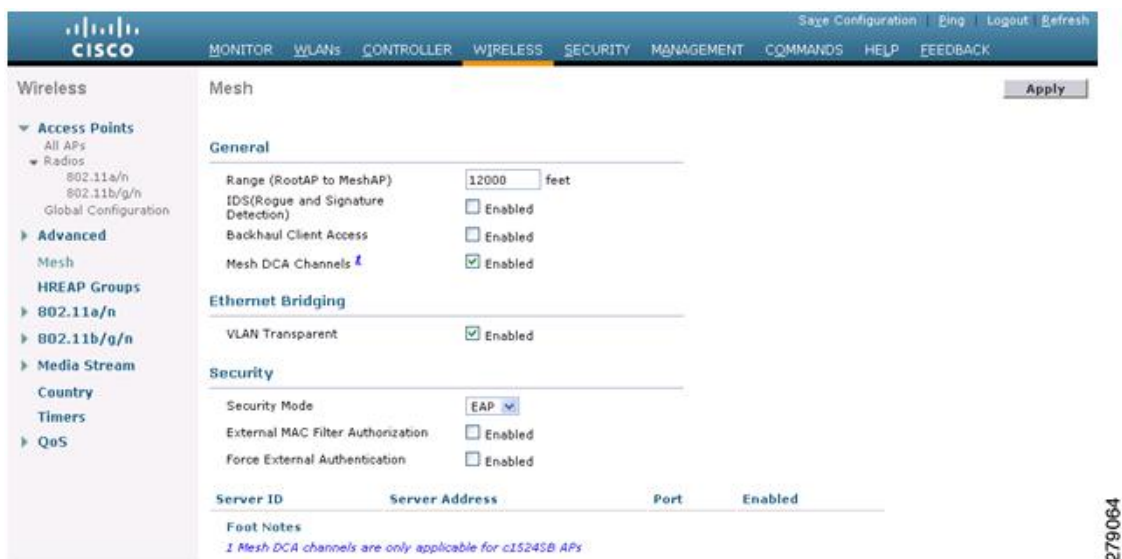 Save Configuration Ping Logout Refresh
CISCO
MONITOR WLANs CONTROLLER WIRELESS SECURITY MANAGEMENT COMMANDS HELP FEEDBACK
Wireless
Access Points
All APs
Radios
802.11a/n
802.11b/g/n
Global Configuration
Advanced
Mesh
HREAP Groups
802.11a/n
802.11b/g/n
Media Stream
Country
Timers
QoS
Mesh
Apply
General
Range (RootAP to MeshAP) 12000 feet
IDS(Rogue and Signature
Detection) Enabled
Backhaul Client Access Enabled
Mesh DCA Channels 1 Enabled
Ethernet Bridging
VLAN Transparent Enabled
Security
Security Mode EAP
External MAC Filter Authorization Enabled
Force External Authentication Enabled
Server ID Server Address Port Enabled
Foot Notes
1 Mesh DCA channels are only applicable for c1524SB APs
279064